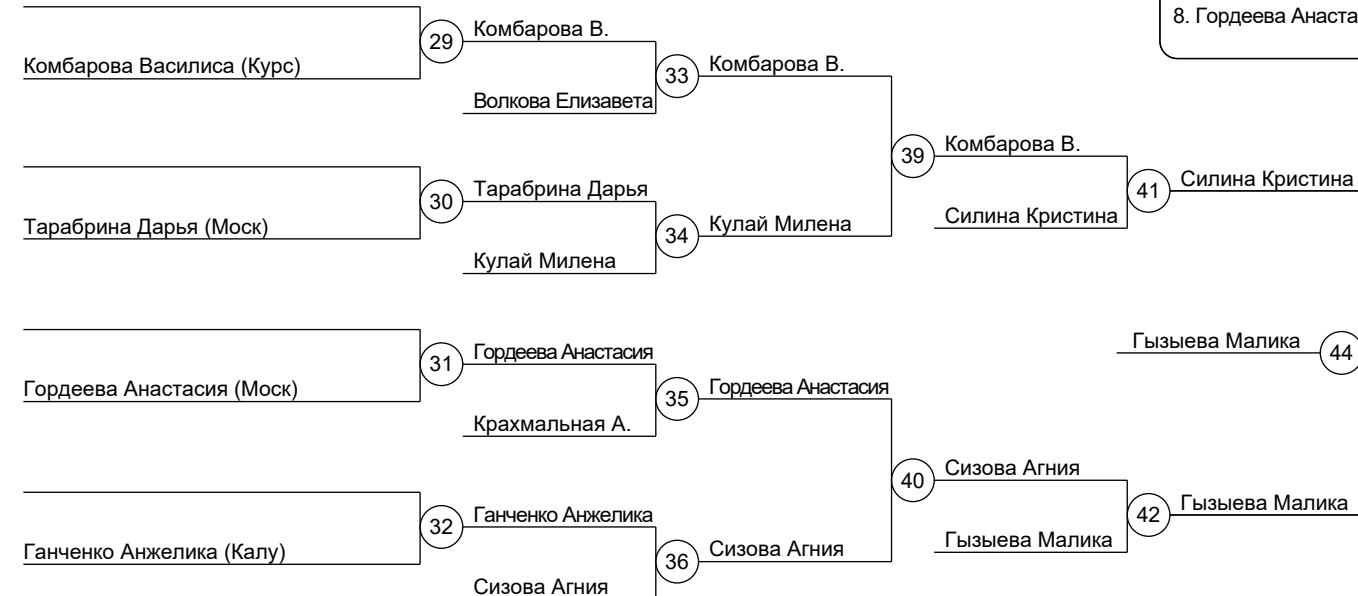 8. Гордеева Анаста
29
Комбарова В.
Комбарова Василиса (Курс)
33
Комбарова В.
Волкова Елизавета
39
Комбарова В.
30
Тарабрина Дарья
41
Силина Кристина
Тарабрина Дарья (Моск)
34
Кулай Милена
Силина Кристина
Кулай Милена
Гызыева Малика
44
31
Гордеева Анастасия
Гордеева Анастасия (Моск)
35
Гордеева Анастасия
Крахмальная А.
40
Сизова Агния
32
Ганченко Анжелика
42
Гызыева Малика
Ганченко Анжелика (Калу)
36
Сизова Агния
Гызыева Малика
Сизова Агния